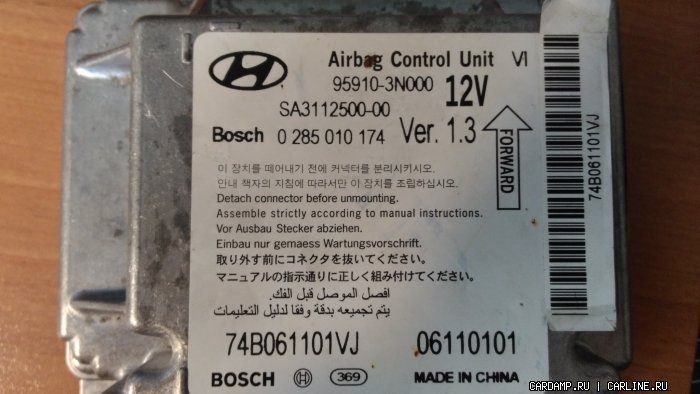 Airbag Control Unit VI
95910-3N000 12V
SA3112500-00
Bosch 0 285 010 174 Ver. 1.3
FORWARD
이 장치를 떼어내기 전에 커넥터를 분리시키시오.
안내 책자의 지침에 따라서만 이 장치를 조립하십시오.
Detach connector before unmounting.
Assemble strictly according to manual instructions.
Vor Ausbau Stecker abziehen.
Einbau nur gemaess Wartungsvorschrift.
取り外す前にコネクタを抜いてください。
マニュアルの指示通りに正しく組み付けてください。
افصل الموصل قبل الفك.
يتم تجميعه بدقة وفقا لدليل التعليمات
74B061101VJ 06110101
BOSCH 369 MADE IN CHINA
74B061101VJ
CARDAMP.RU | CARLINE.RU